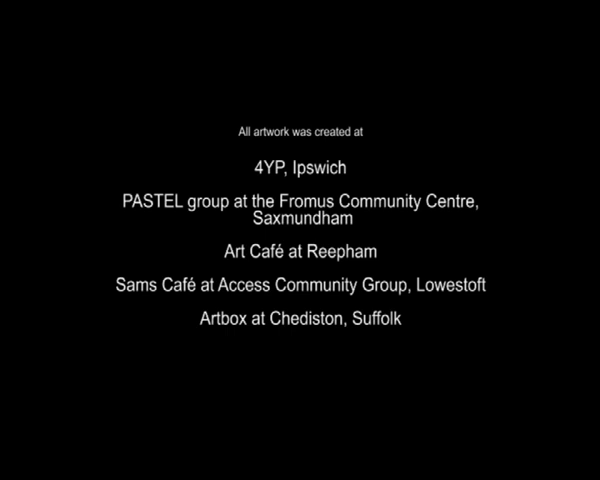 All artwork was created at
4YP, Ipswich
PASTEL group at the Fromus Community Centre,
Saxmundham
Art Café at Reepham
Sams Café at Access Community Group, Lowestoft
Artbox at Chediston, Suffolk